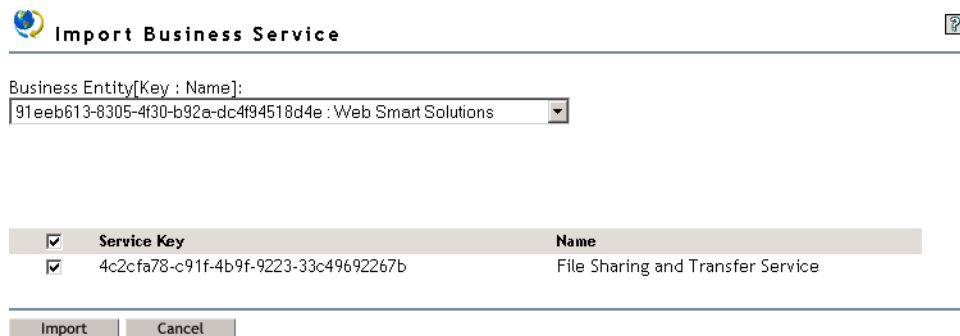 Import Business Service
?
Business Entity[Key : Name]:
91eeb613-8305-4f30-b92a-dc4f94518d4e : Web Smart Solutions
Service Key Name
4c2cfa78-c91f-4b9f-9223-33c49692267b File Sharing and Transfer Service
Import Cancel